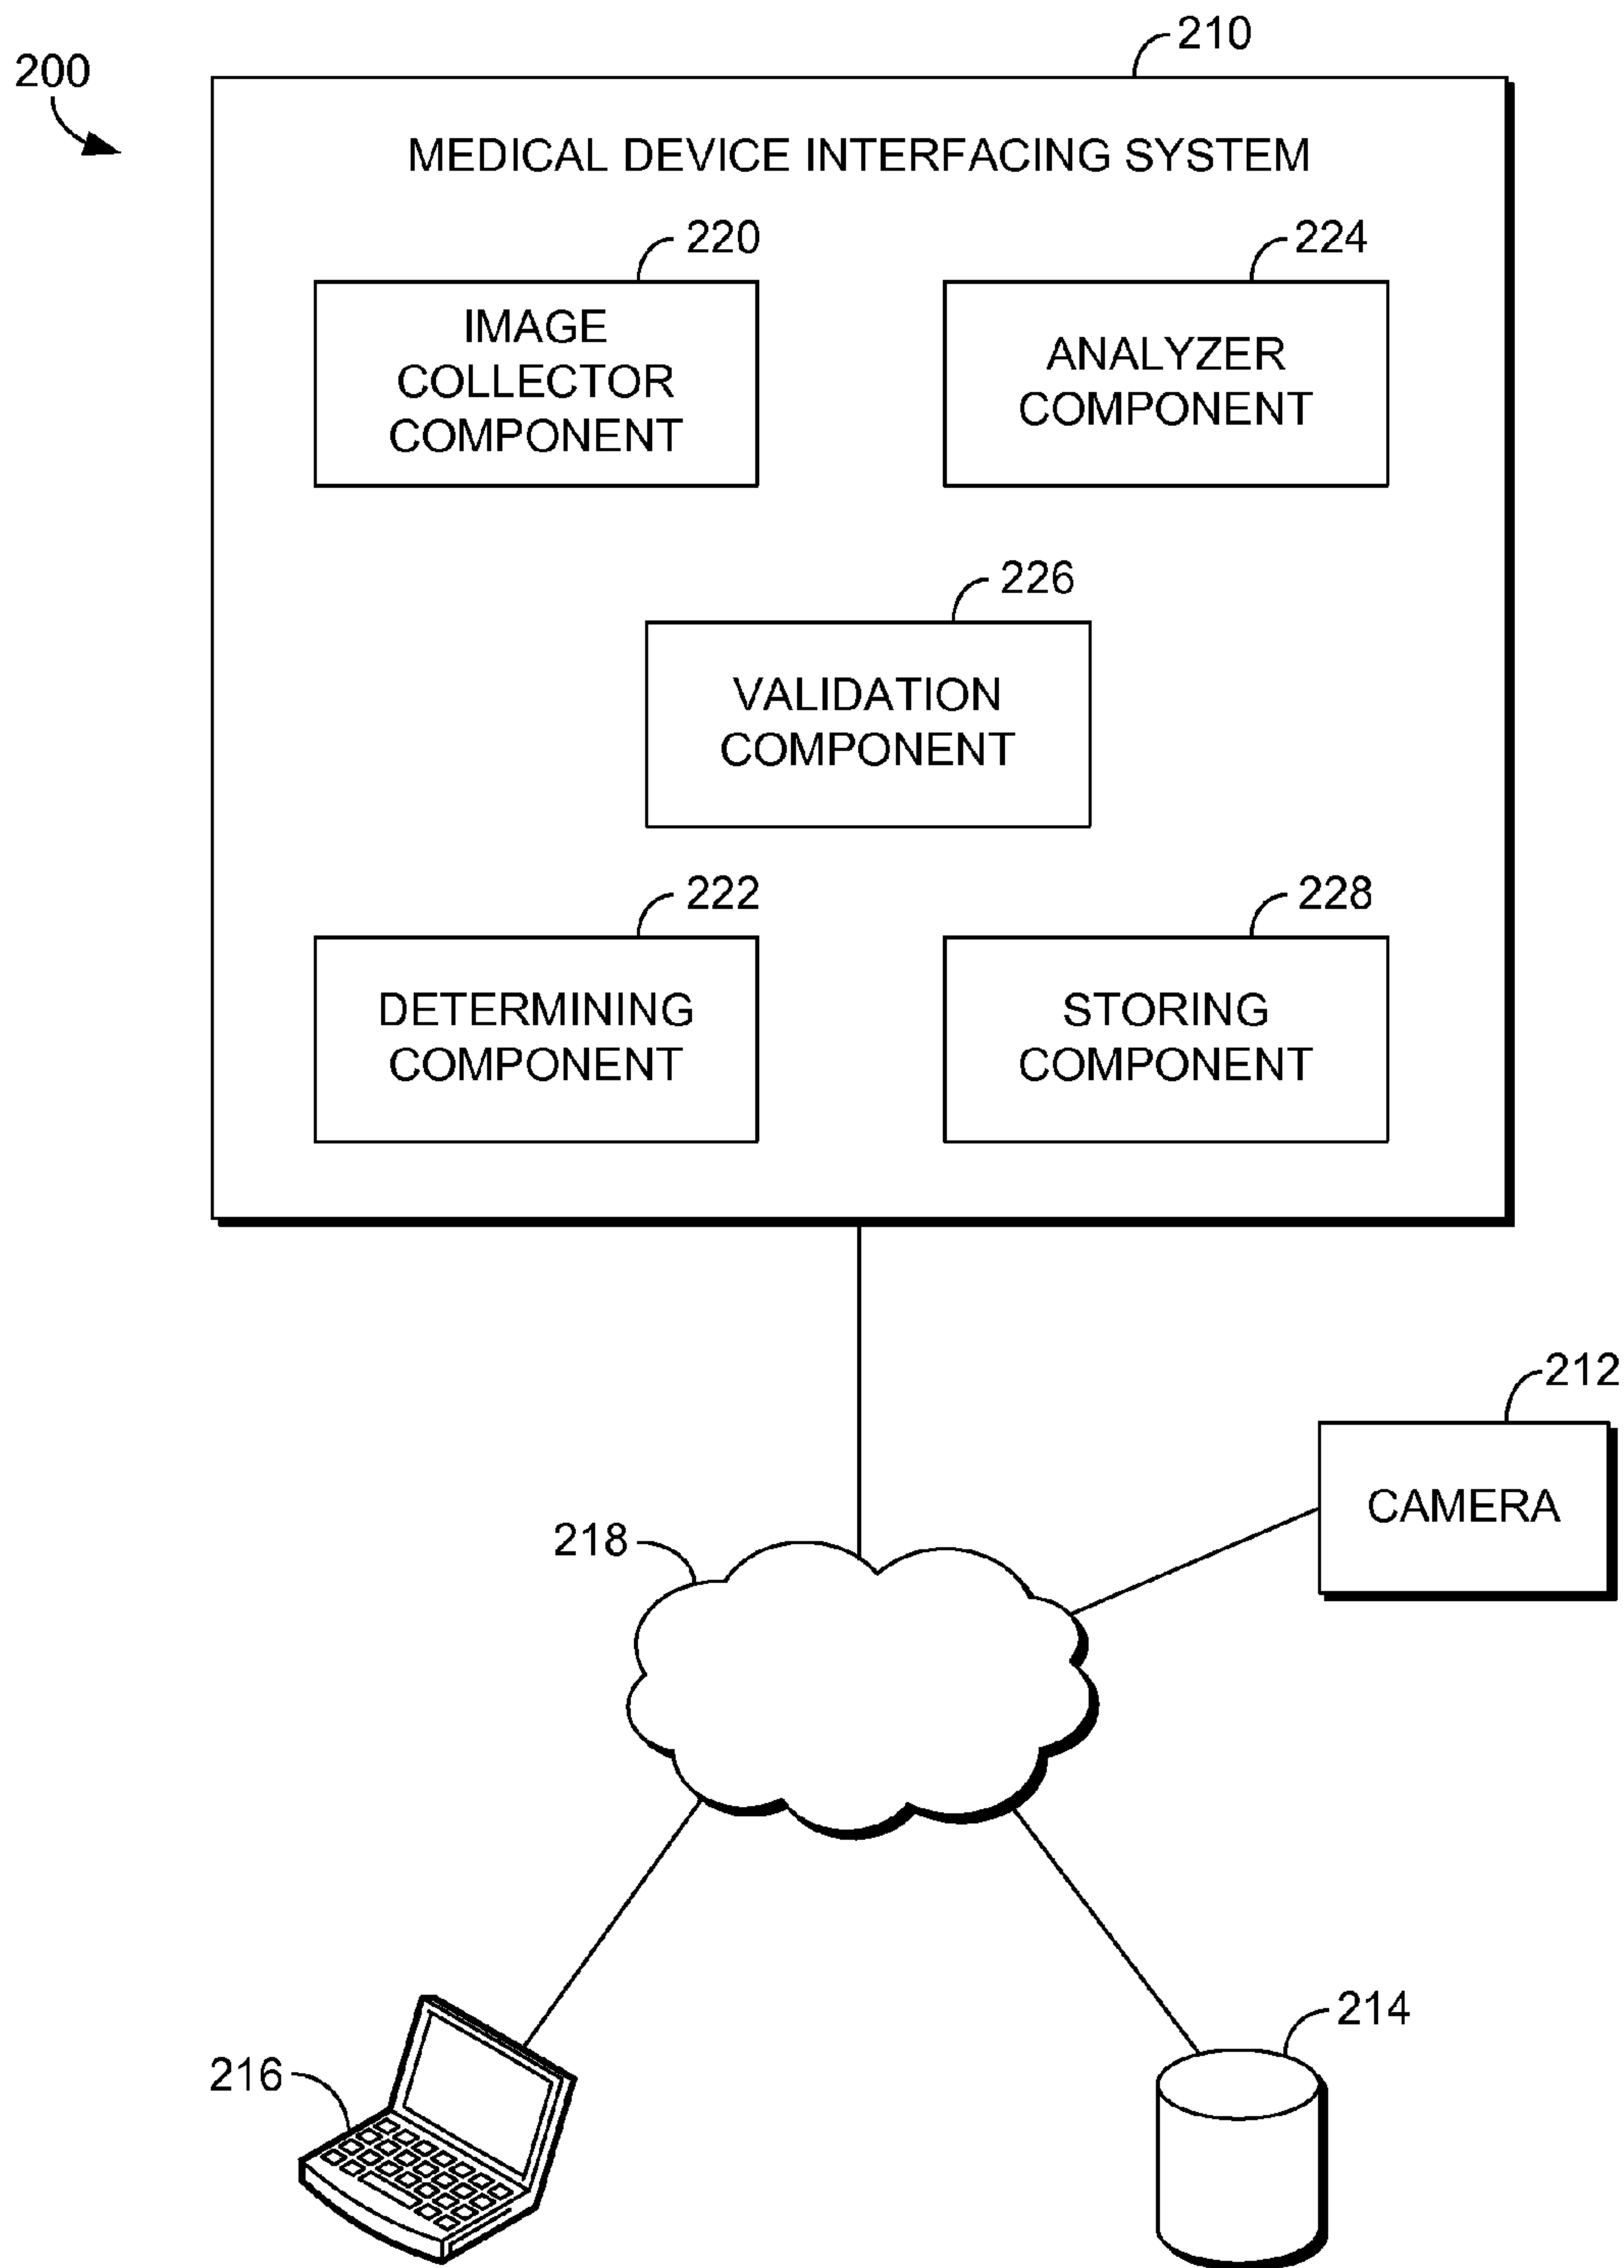 210
200
MEDICAL DEVICE INTERFACING SYSTEM
220
224
IMAGE
COLLECTOR
COMPONENT
ANALYZER
COMPONENT
226
VALIDATION
COMPONENT
222
228
DETERMINING
COMPONENT
STORING
COMPONENT
212
CAMERA
218
214
216